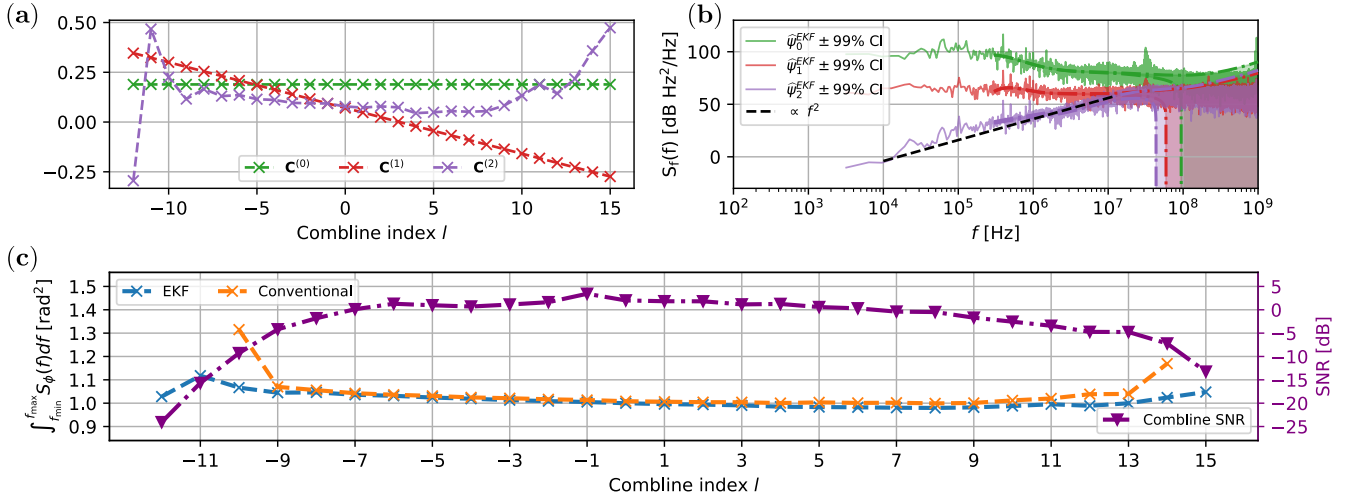 (a)
0.50
0.25
0.00
−0.25
C(0)
C(1)
C(2)
−10
−5
0
5
10
15
Combline index l
(b)
S_f(f) [dB Hz²/Hz]
100
50
0
ψ̂₀^EKF ± 99% CI
ψ̂₁^EKF ± 99% CI
ψ̂₂^EKF ± 99% CI
∝ f²
10²
10³
10⁴
10⁵
10⁶
10⁷
10⁸
10⁹
f [Hz]
(c)
∫_{f_min}^{f_max} S_ϕ(f)df [rad²]
1.5
1.4
1.3
1.2
1.1
1.0
0.9
EKF
Conventional
Combline SNR
5
0
−5
−10
−15
−20
−25
SNR [dB]
−11
−9
−7
−5
−3
−1
1
3
5
7
9
11
13
15
Combline index l